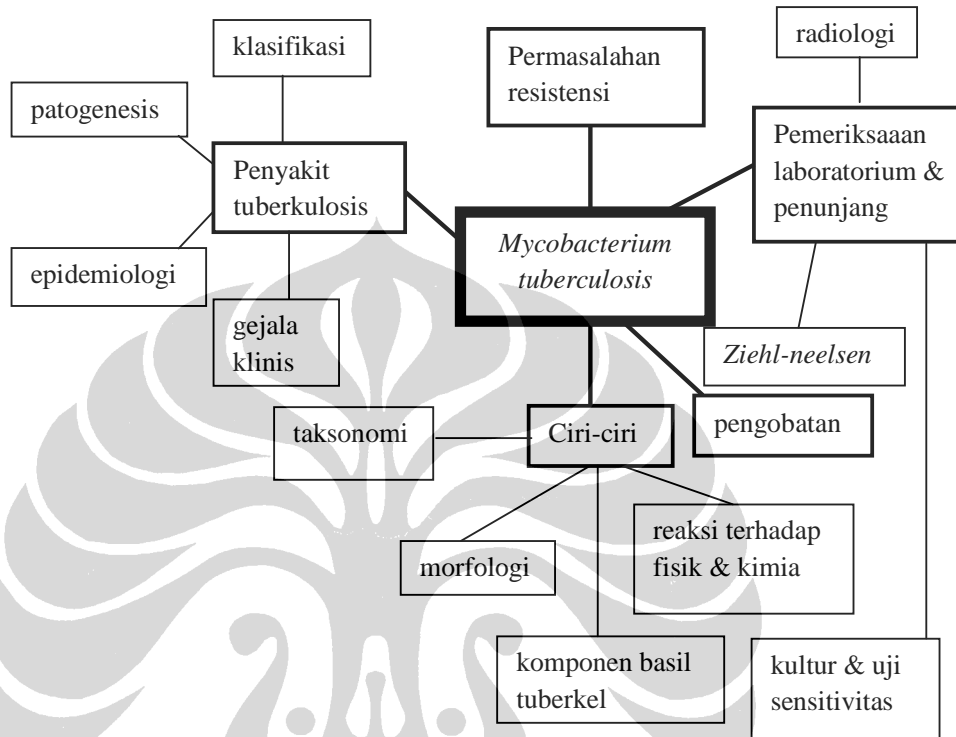 klasifikasi
Permasalahan
resistensi
radiologi
patogenesis
Penyakit
tuberkulosis
Pemeriksaaan
laboratorium &
penunjang
epidemiologi
Mycobacterium
tuberculosis
gejala
klinis
Ziehl-neelsen
taksonomi
Ciri-ciri
pengobatan
morfologi
reaksi terhadap
fisik & kimia
komponen basil
tuberkel
kultur & uji
sensitivitas